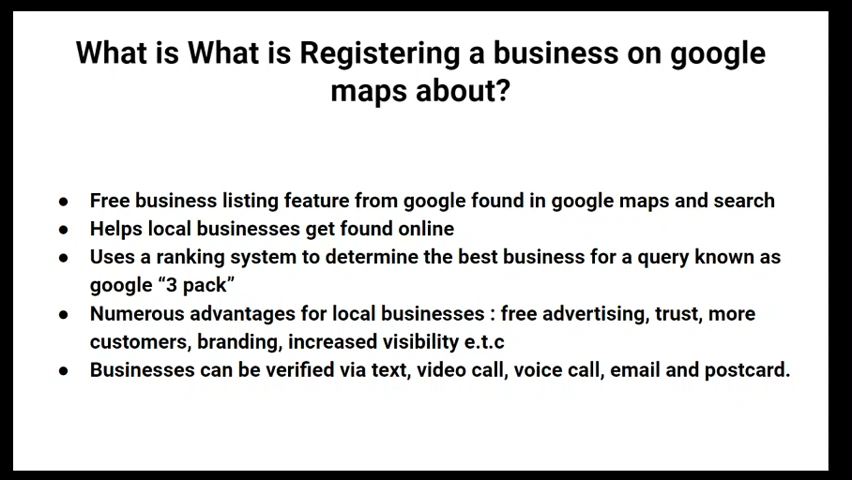 What is What is Registering a business on google
maps about?
● Free business listing feature from google found in google maps and search
● Helps local businesses get found online
● Uses a ranking system to determine the best business for a query known as
google “3 pack”
● Numerous advantages for local businesses : free advertising, trust, more
customers, branding, increased visibility e.t.c
● Businesses can be verified via text, video call, voice call, email and postcard.